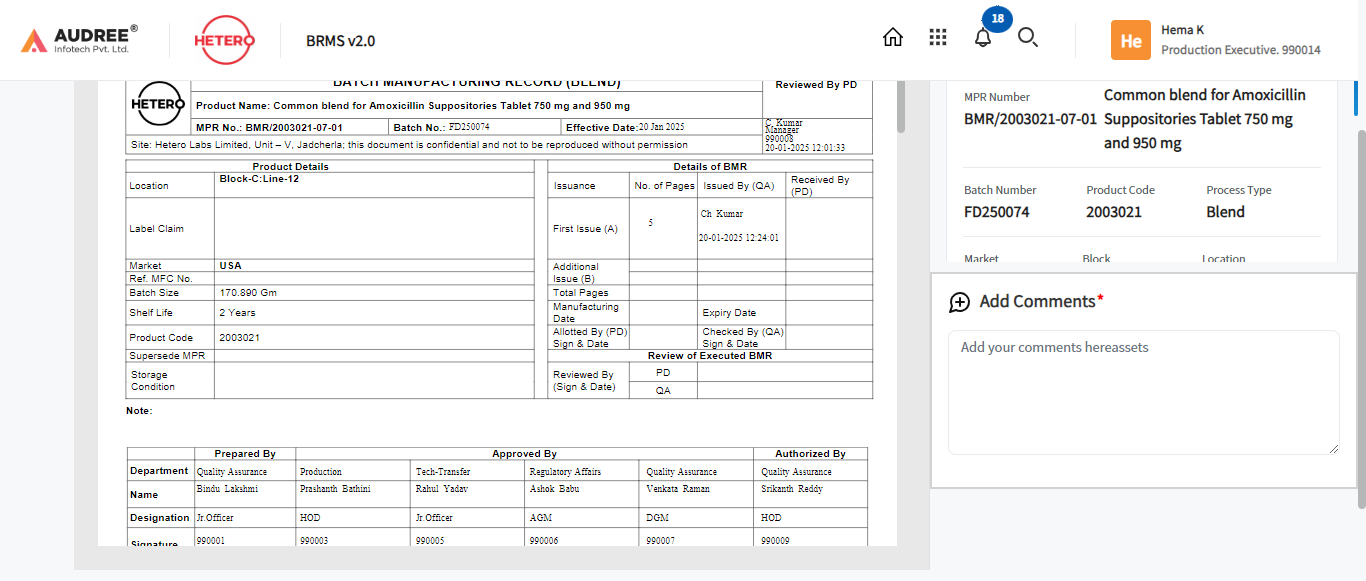 AUDREE®
Infotech Pvt. Ltd.
HETERO
BRMS v2.0
18
He
Hema K
Production Executive. 990014
BATCH MANUFACTURING RECORD (BLEND)
Reviewed By PD
HETERO
Product Name: Common blend for Amoxicillin Suppositories Tablet 750 mg and 950 mg
MPR No.: BMR/2003021-07-01
Batch No.: FD250074
Effective Date:20 Jan 2025
C. Kumar
Manager
990008
20-01-2025 12:01:33
Site: Hetero Labs Limited, Unit – V, Jadcherla; this document is confidential and not to be reproduced without permission
Product Details
Location
Block-C:Line-12
Label Claim
Market
USA
Ref. MFC No.
Batch Size
170.890 Gm
Shelf Life
2 Years
Product Code
2003021
Supersede MPR
Storage
Condition
Details of BMR
Issuance
No. of Pages
Issued By (QA)
Received By
(PD)
First Issue (A)
5
Ch Kumar
20-01-2025 12:24:01
Additional
Issue (B)
Total Pages
Manufacturing
Date
Expiry Date
Allotted By (PD)
Sign & Date
Checked By (QA)
Sign & Date
Review of Executed BMR
Reviewed By
(Sign & Date)
PD
QA
Note:
Prepared By
Approved By
Authorized By
Department
Quality Assurance
Production
Tech-Transfer
Regulatory Affairs
Quality Assurance
Quality Assurance
Name
Bindu Lakshmi
Prashanth Bathini
Rahul Yadav
Ashok Babu
Venkata Raman
Srikanth Reddy
Designation
Jr.Officer
HOD
Jr.Officer
AGM
DGM
HOD
Signature
990001
990003
990005
990006
990007
990009
MPR Number
BMR/2003021-07-01
Common blend for Amoxicillin
Suppositories Tablet 750 mg
and 950 mg
Batch Number
Product Code
Process Type
FD250074
2003021
Blend
Market
Block
Location
Add Comments*
Add your comments hereassets